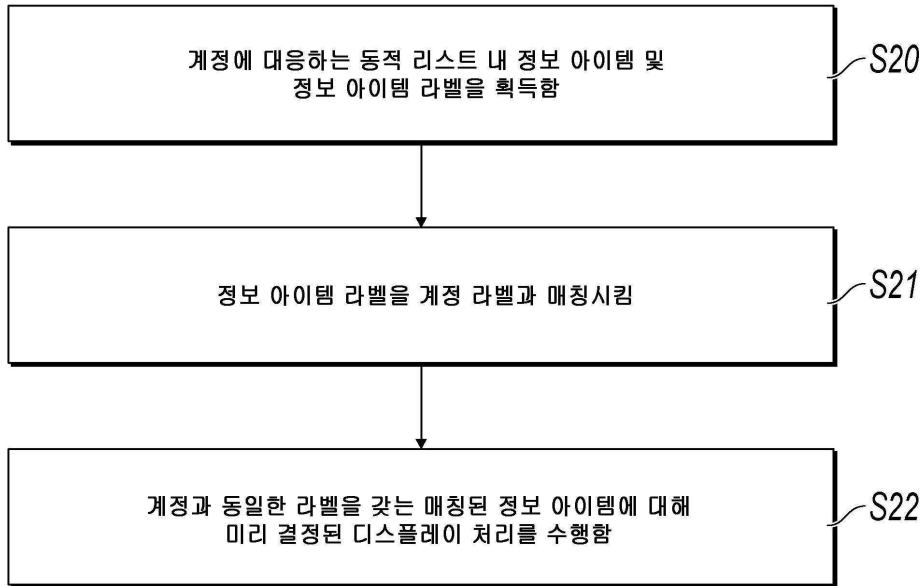 계정에 대응하는 동적 리스트 내 정보 아이템 및
정보 아이템 라벨을 획득함
S20
정보 아이템 라벨을 계정 라벨과 매칭시킴
S21
계정과 동일한 라벨을 갖는 매칭된 정보 아이템에 대해
미리 결정된 디스플레이 처리를 수행함
S22